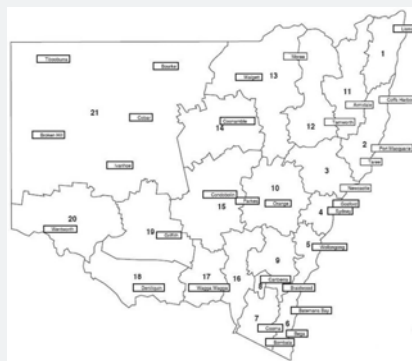 Tibooburra
Bourke
Moree
1
Walgett
13
11
Coffs Harbour
21
Armidale
Cobar
Coonamble
14
12
Tamworth
2
Broken Hill
Port Macquarie
Taree
Ivanhoe
3
10
Newcastle
Condobolin
15
Parkes
Orange
4
Gosford
Sydney
20
Wentworth
19
Griffith
5
Wollongong
9
18
17
16
Canberra
8
Deniliquin
Wagga Wagga
Braidwood
Batemans Bay
7
6
Cooma
Bega
Bombala